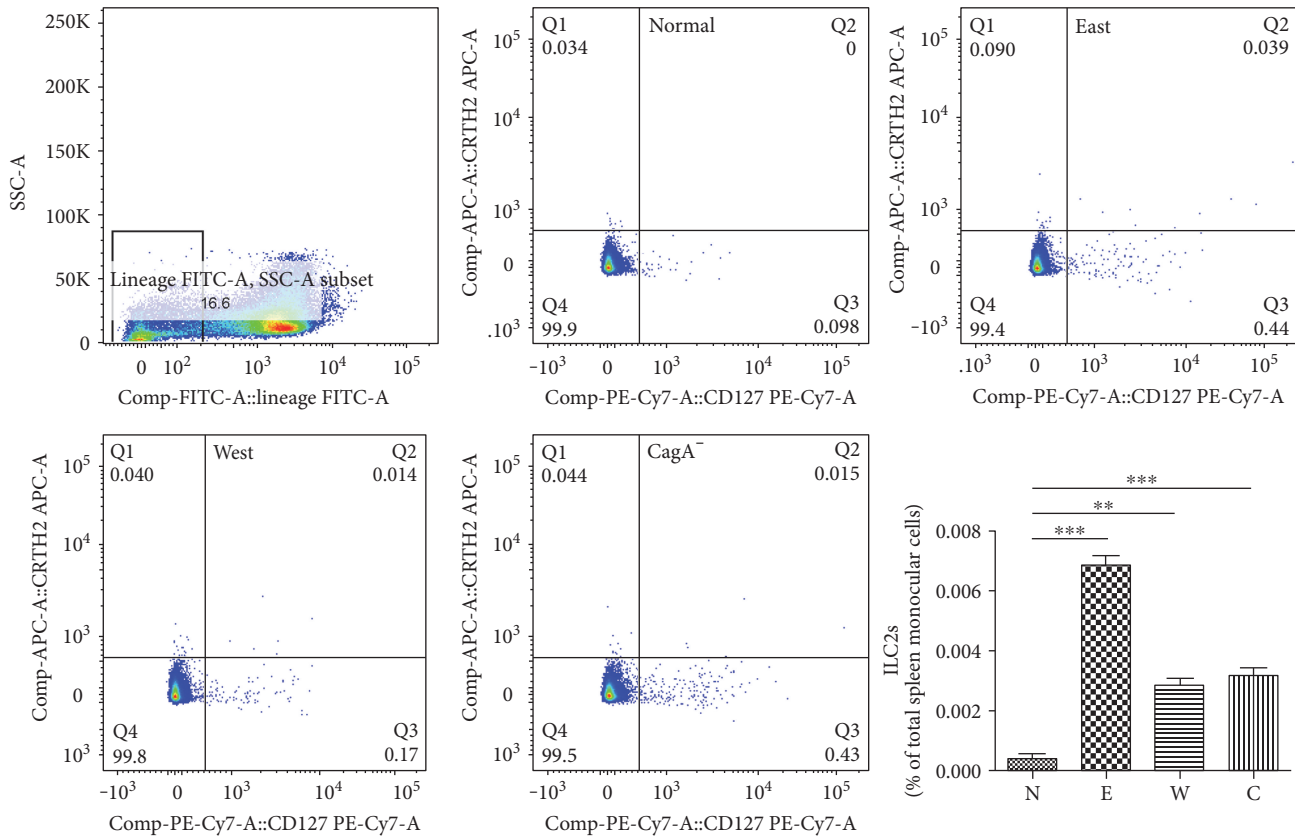 250K
200K
150K
100K
50K
0
SSC-A
Lineage FITC-A, SSC-A subset
16.6
0 10² 10³ 10⁴ 10⁵
Comp-FITC-A::lineage FITC-A
Q1 Normal Q2
0.034 0
10⁵
10⁴
10³
0
.10³
Comp-APC-A::CRTH2 APC-A
Q4 Q3
99.9 0.098
−10³ 0 10³ 10⁴ 10⁵
Comp-PE-Cy7-A::CD127 PE-Cy7-A
Q1 East Q2
0.090 0.039
10⁵
10⁴
10³
0
−10³
Comp-APC-A::CRTH2 APC-A
Q4 Q3
99.4 0.44
.10³ 0 10³ 10⁴ 10⁵
Comp-PE-Cy7-A::CD127 PE-Cy7-A
Q1 West Q2
0.040 0.014
10⁵
10⁴
10³
0
10³
Comp-APC-A::CRTH2 APC-A
Q4 Q3
99.8 0.17
−10³ 0 10³ 10⁴ 10⁵
Comp-PE-Cy7-A::CD127 PE-Cy7-A
Q1 CagA⁻ Q2
0.044 0.015
10⁵
10⁴
10³
0
10³
Comp-APC-A::CRTH2 APC-A
Q4 Q3
99.5 0.43
−10³ 0 10³ 10⁴ 10⁵
Comp-PE-Cy7-A::CD127 PE-Cy7-A
***
**
***
0.008
0.006
0.004
0.002
0.000
ILC2s
(% of total spleen monocular cells)
N E W C